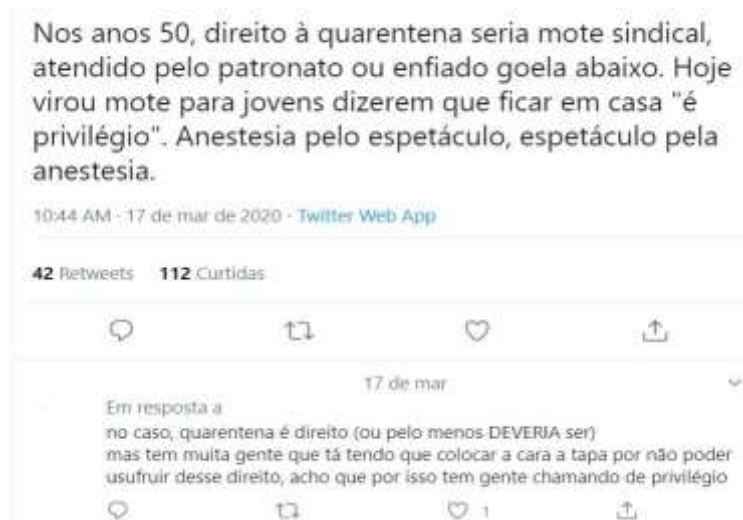 Nos anos 50, direito à quarentena seria mote sindical,
atendido pelo patronato ou enfiado goela abaixo. Hoje
virou mote para jovens dizerem que ficar em casa "é
privilégio". Anestesia pelo espetáculo, espetáculo pela
anestesia.
10:44 AM · 17 de mar de 2020 · Twitter Web App
42 Retweets 112 Curtidas
17 de mar
Em resposta a
no caso, quarentena é direito (ou pelo menos DEVERIA ser)
mas tem muita gente que tá tendo que colocar a cara a tapa por não poder
usufruir desse direito, acho que por isso tem gente chamando de privilégio
1